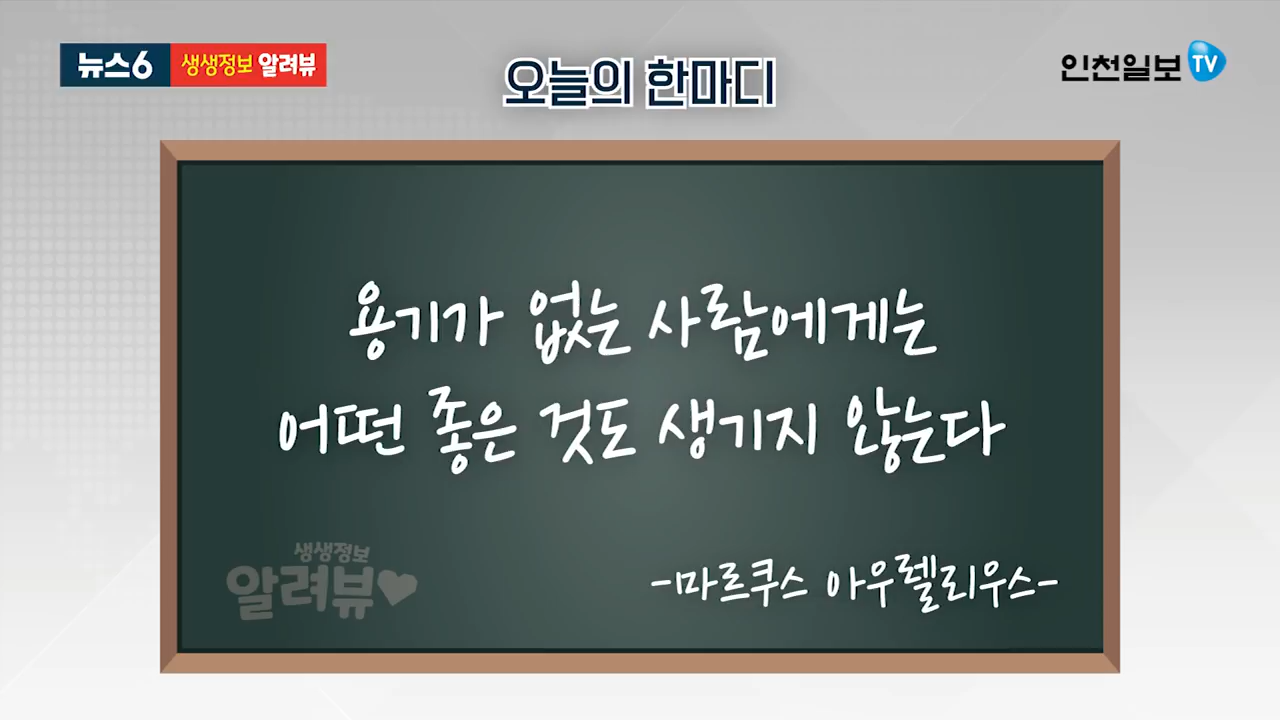 뉴스6 생생정보 알려뷰
오늘의 한마디
인천일보 TV
용기가 없는 사람에게는
어떤 좋은 것도 생기지 않는다
생생정보
알려뷰
-마르쿠스 아우렐리우스-